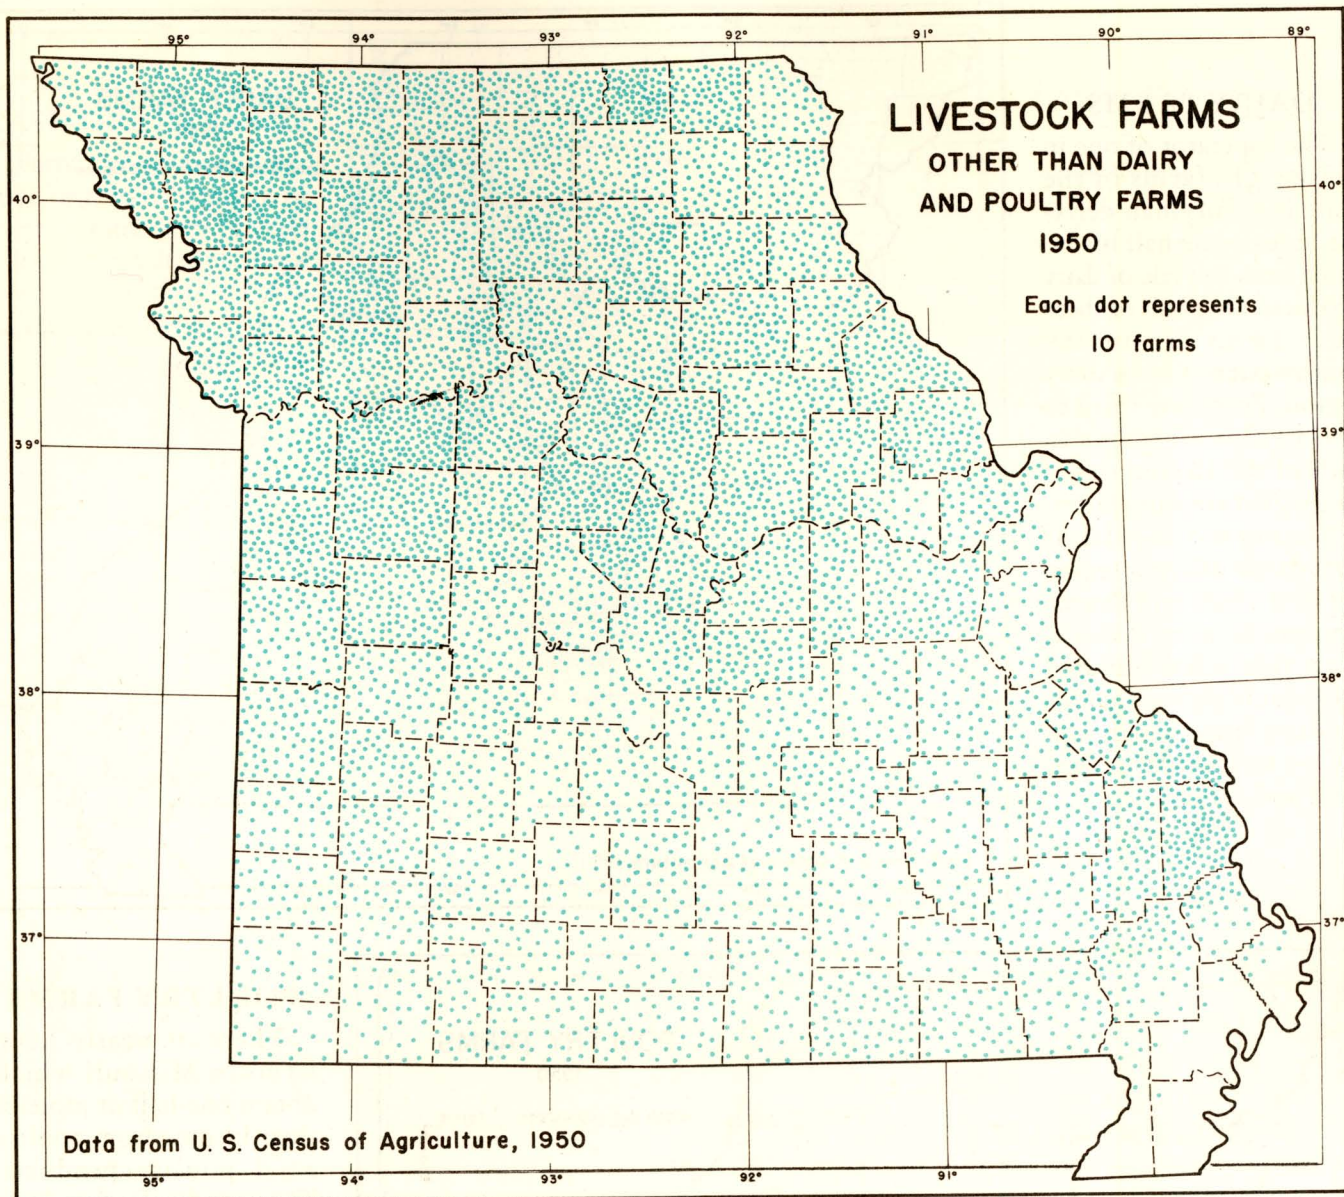 95° 94° 93° 92° 91° 90° 89°
LIVESTOCK FARMS
OTHER THAN DAIRY
AND POULTRY FARMS
1950
Each dot represents
10 farms
40° 40°
39° 39°
38° 38°
37° 37°
Data from U. S. Census of Agriculture, 1950
95° 94° 93° 92° 91°